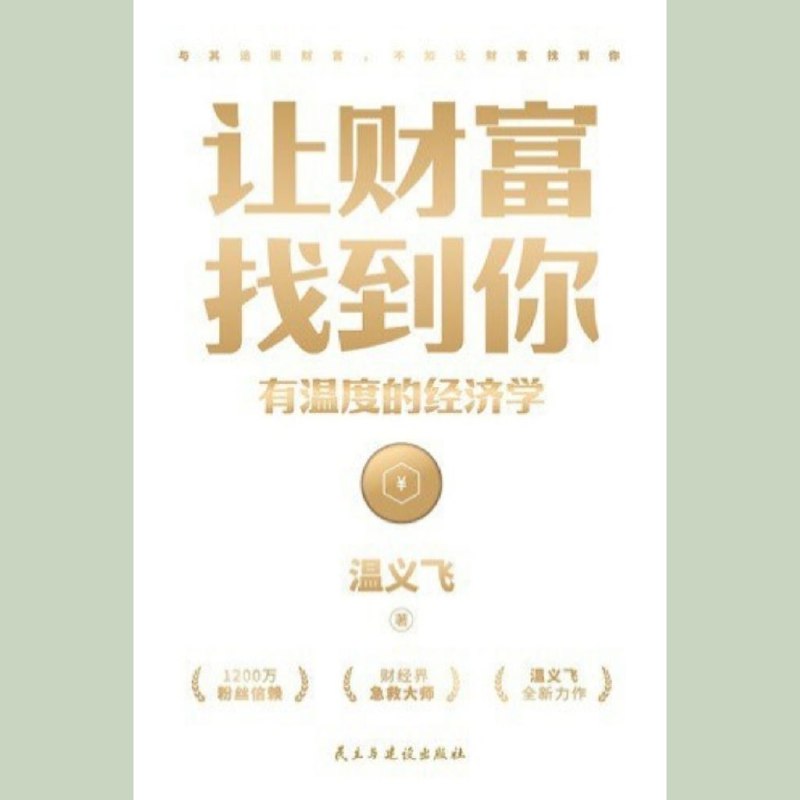 与其追逐财富，不如让财富找到你
让财富
找到你
有温度的经济学
¥
温义飞
著
1200万
粉丝信赖
财经界
急救大师
温义飞
全新力作
民主与建设出版社